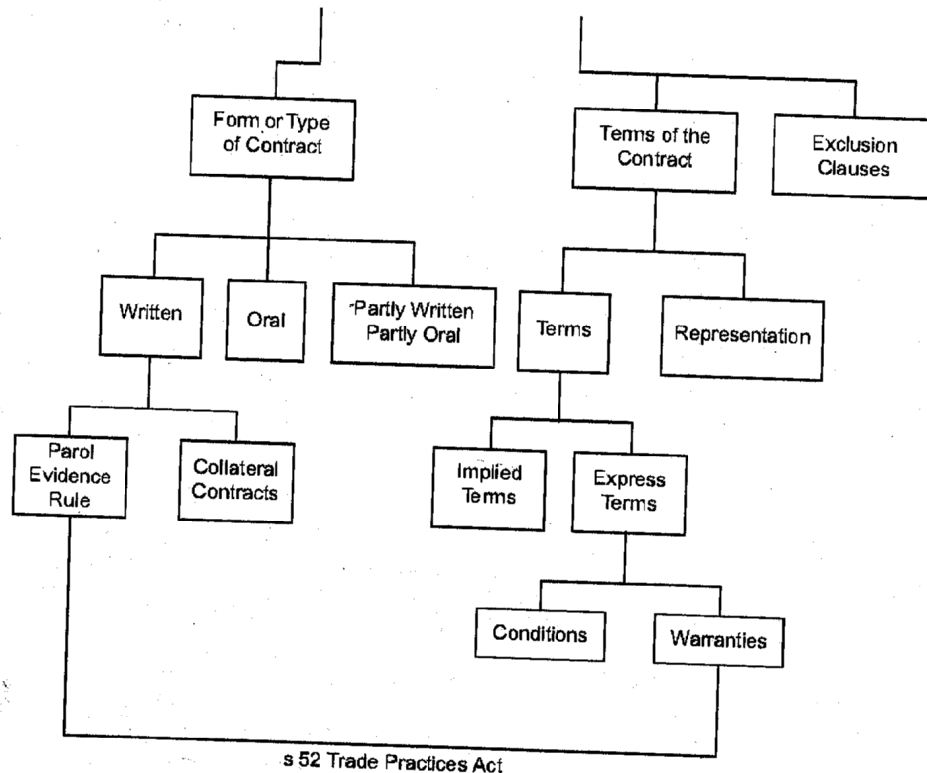 Form or Type
of Contract
Terms of the
Contract
Exclusion
Clauses
Written
Oral
Partly Written
Partly Oral
Terms
Representation
Parol
Evidence
Rule
Collateral
Contracts
Implied
Terms
Express
Terms
Conditions
Warranties
s 52 Trade Practices Act